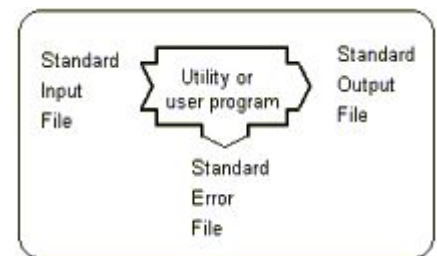 Standard
Input
File
Utility or
user program
Standard
Output
File
Standard
Error
File